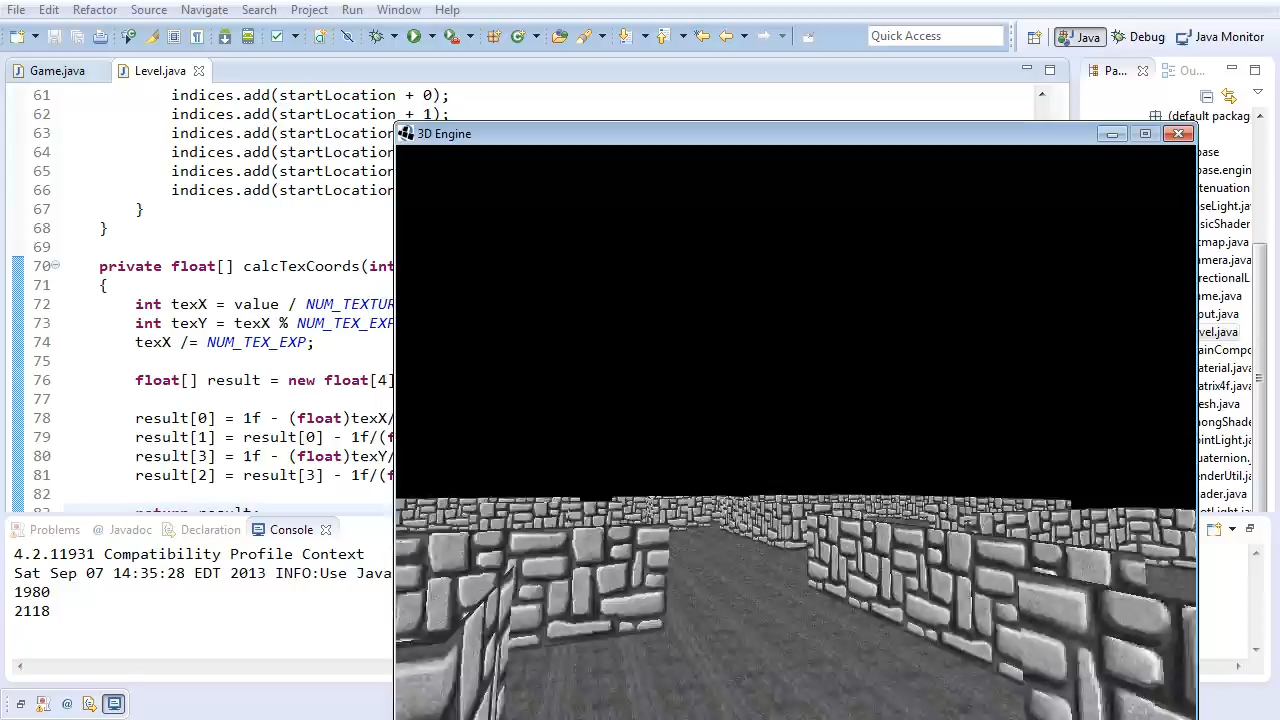 File Edit Refactor Source Navigate Search Project Run Window Help
Quick Access
Java Debug Java Monitor
Game.java Level.java Pa... Ou...
61 indices.add(startLocation + 0);
62 indices.add(startLocation + 1);
63 indices.add(startLocation
64 indices.add(startLocation
65 indices.add(startLocation
66 indices.add(startLocation
67 }
68 }
69
70 private float[] calcTexCoords(int
71 {
72 int texX = value / NUM_TEXTUR
73 int texY = texX % NUM_TEX_EXP
74 texX /= NUM_TEX_EXP;
75
76 float[] result = new float[4]
77
78 result[0] = 1f - (float)texX/
79 result[1] = result[0] - 1f/(f
80 result[3] = 1f - (float)texY/
81 result[2] = result[3] - 1f/(f
82
3D Engine
(default packag
Problems @ Javadoc Declaration Console
4.2.11931 Compatibility Profile Context
Sat Sep 07 14:35:28 EDT 2013 INFO:Use Java
1980
2118